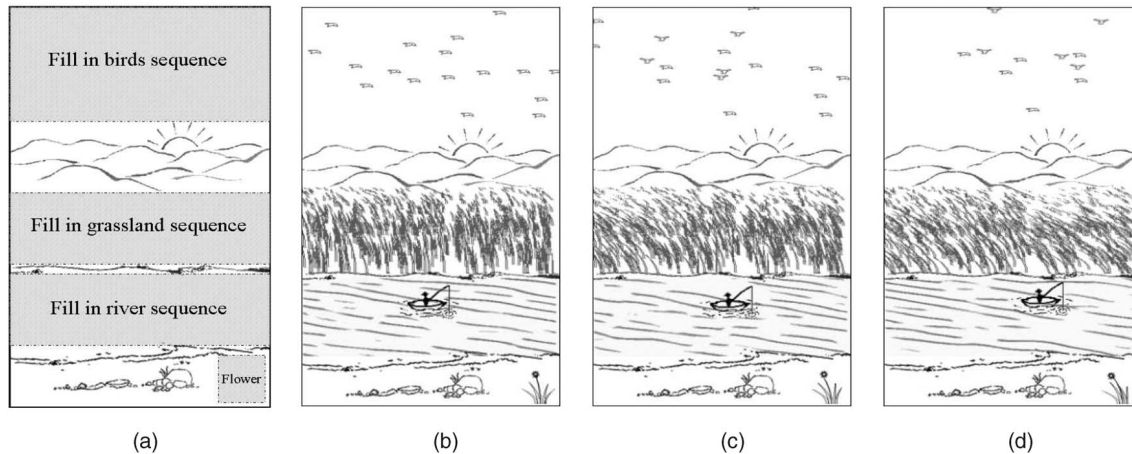 Fill in birds sequence
Fill in grassland sequence
Fill in river sequence
Flower
(a)
(b)
(c)
(d)